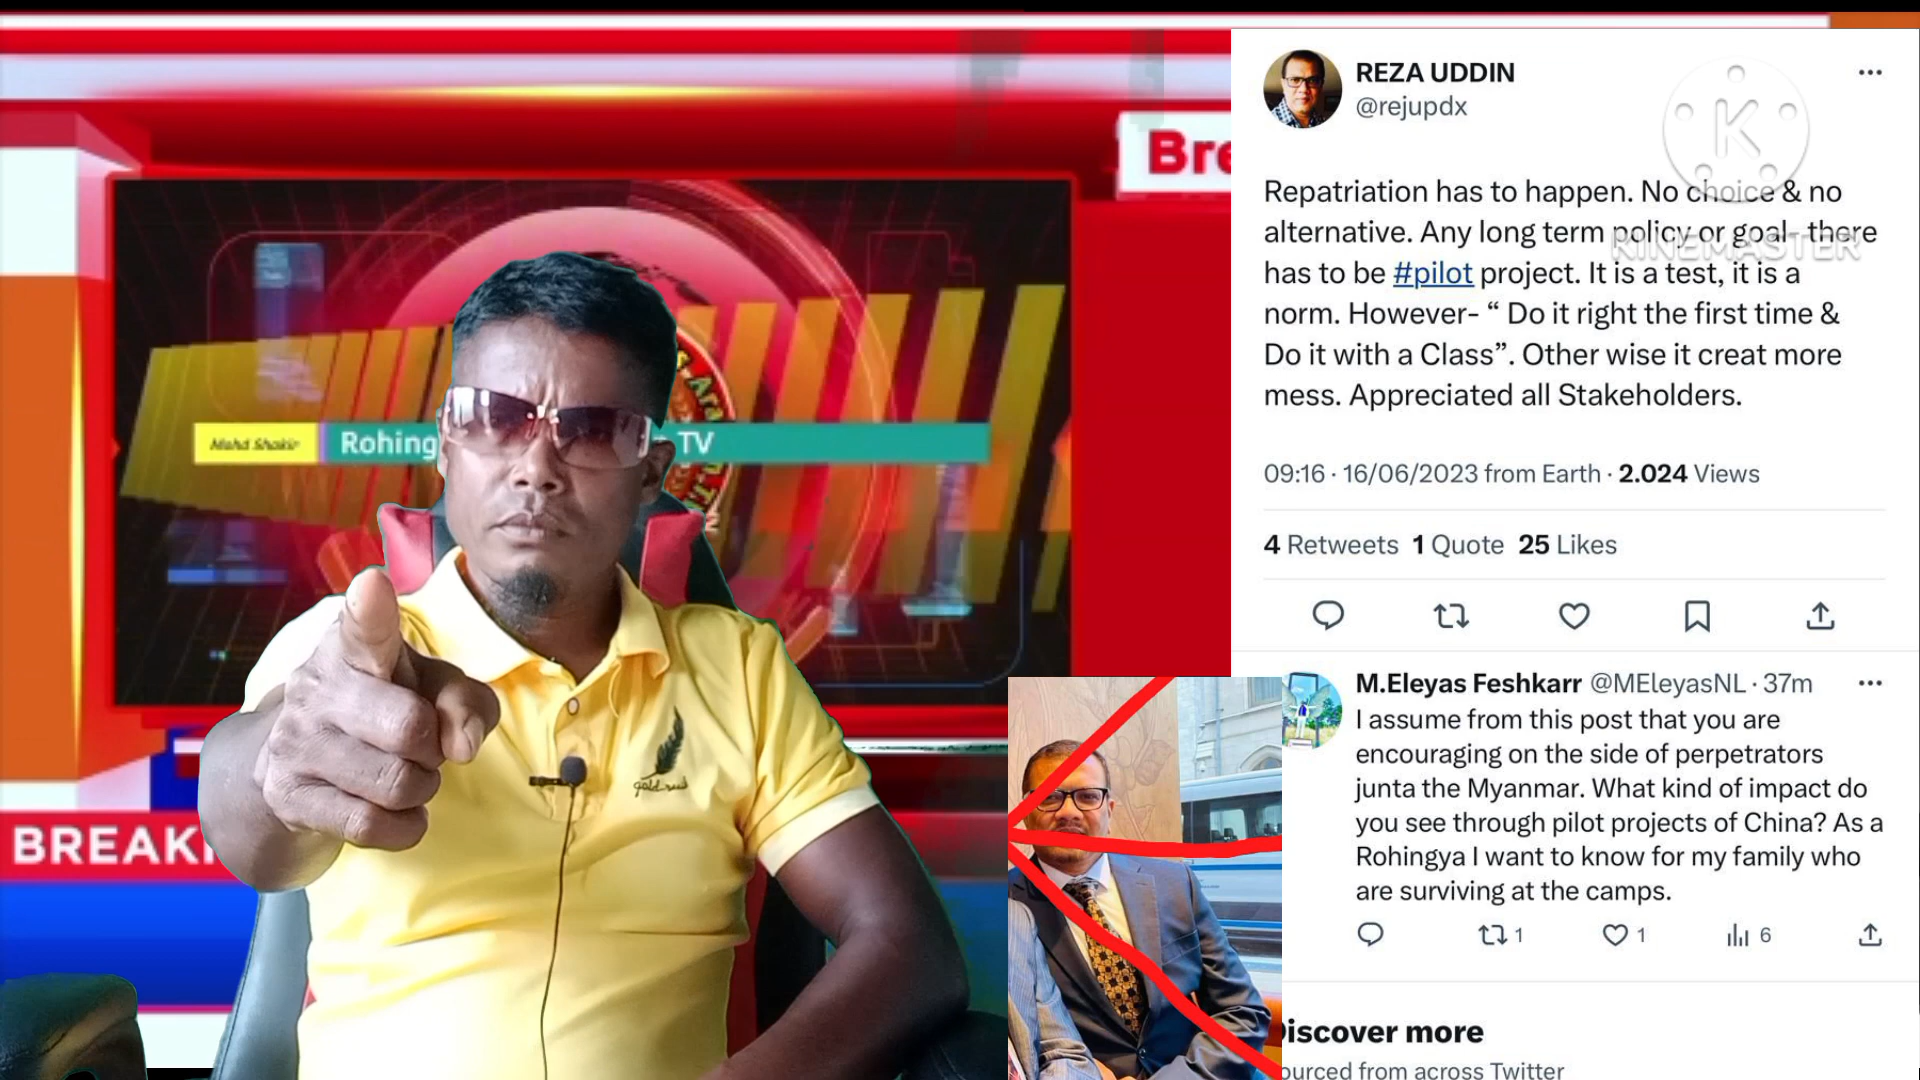 Bre
Mohd Shakir
Rohing
TV
BREAK
gold
REZA UDDIN
@rejupdx
Repatriation has to happen. No choice & no
alternative. Any long term policy or goal- there
has to be #pilot project. It is a test, it is a
norm. However- “ Do it right the first time &
Do it with a Class”. Other wise it creat more
mess. Appreciated all Stakeholders.
09:16 · 16/06/2023 from Earth · 2.024 Views
4 Retweets 1 Quote 25 Likes
K
KINEMASTER
M.Eleyas Feshkarr @MEleyasNL · 37m
I assume from this post that you are
encouraging on the side of perpetrators
junta the Myanmar. What kind of impact do
you see through pilot projects of China? As a
Rohingya I want to know for my family who
are surviving at the camps.
1 1 6
Discover more
ourced from across Twitter